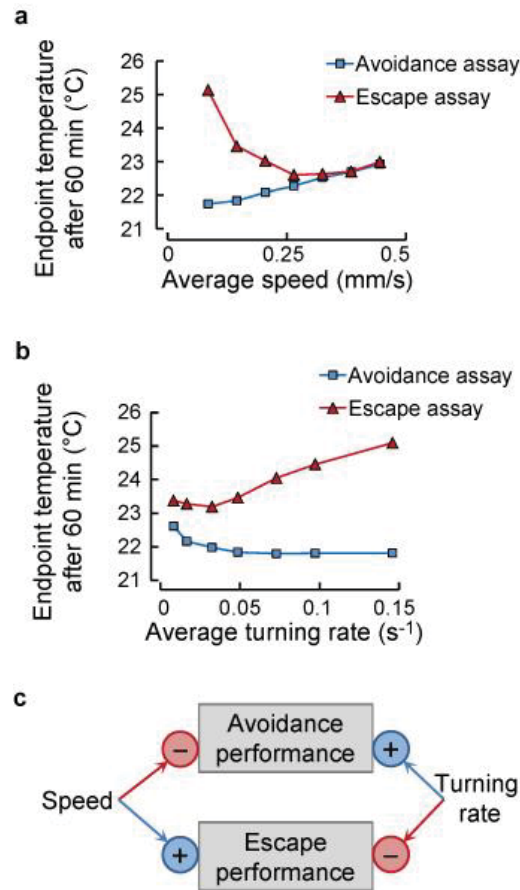 a
Avoidance assay
Escape assay
Endpoint temperature
after 60 min (°C)
26
25
24
23
22
21
0
0.25
0.5
Average speed (mm/s)
b
Avoidance assay
Escape assay
Endpoint temperature
after 60 min (°C)
26
25
24
23
22
21
0
0.05
0.1
0.15
Average turning rate (s⁻¹)
c
Avoidance
performance
−
+
Speed
Turning
rate
Escape
performance
+
−